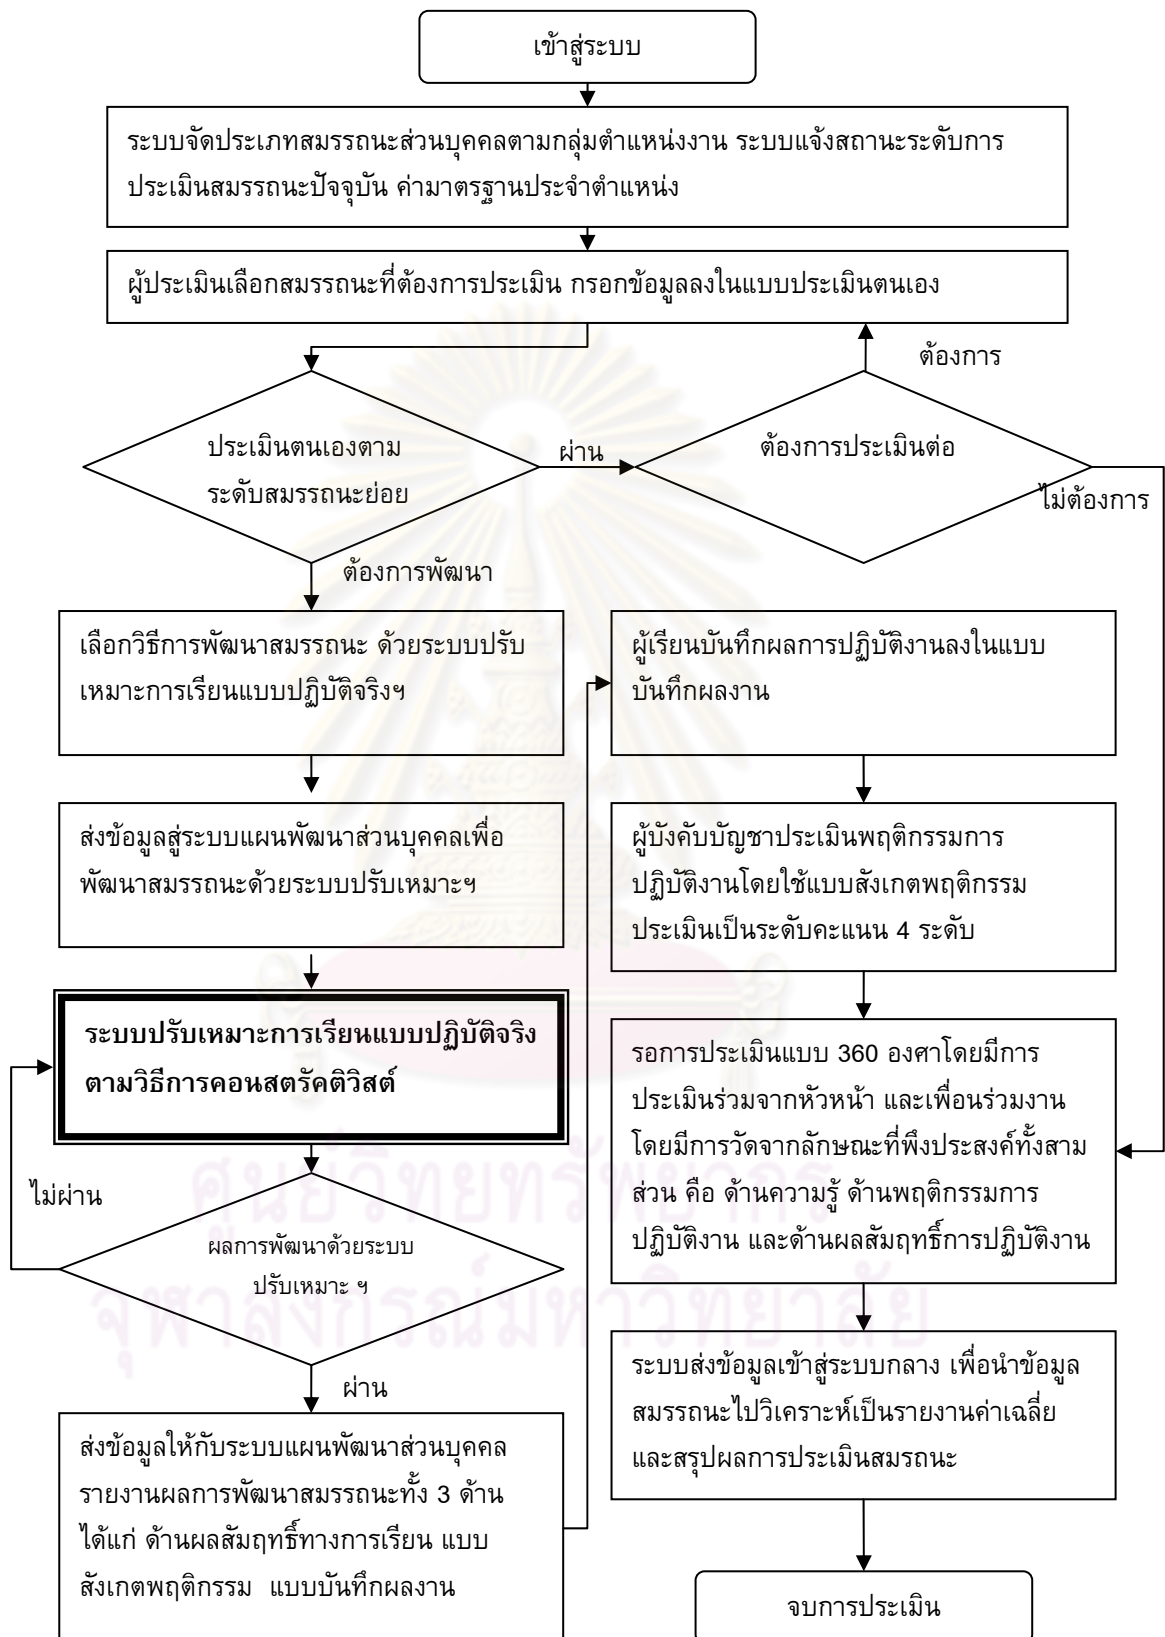 เข้าสู่ระบบ
ระบบจัดประเภทสมรรถนะส่วนบุคคลตามกลุ่มตำแหน่งงาน ระบบแจ้งสถานะระดับการ
ประเมินสมรรถนะปัจจุบัน ค่ามาตรฐานประจำตำแหน่ง
ผู้ประเมินเลือกสมรรถนะที่ต้องการประเมิน กรอกข้อมูลลงในแบบประเมินตนเอง
ต้องการ
ประเมินตนเองตาม
ระดับสมรรถนะย่อย
ผ่าน
ต้องการประเมินต่อ
ไม่ต้องการ
ต้องการพัฒนา
เลือกวิธีการพัฒนาสมรรถนะ ด้วยระบบปรับ
เหมาะการเรียนแบบปฏิบัติจริงฯ
ส่งข้อมูลสู่ระบบแผนพัฒนาส่วนบุคคลเพื่อ
พัฒนาสมรรถนะด้วยระบบปรับเหมาะฯ
ระบบปรับเหมาะการเรียนแบบปฏิบัติจริง
ตามวิธีการคอนสตรัคติวิสต์
ไม่ผ่าน
ผลการพัฒนาด้วยระบบ
ปรับเหมาะ ฯ
ผ่าน
ส่งข้อมูลให้กับระบบแผนพัฒนาส่วนบุคคล
รายงานผลการพัฒนาสมรรถนะทั้ง 3 ด้าน
ได้แก่ ด้านผลสัมฤทธิ์ทางการเรียน แบบ
สังเกตพฤติกรรม แบบบันทึกผลงาน
ผู้เรียนบันทึกผลการปฏิบัติงานลงในแบบ
บันทึกผลงาน
ผู้บังคับบัญชาประเมินพฤติกรรมการ
ปฏิบัติงานโดยใช้แบบสังเกตพฤติกรรม
ประเมินเป็นระดับคะแนน 4 ระดับ
รอการประเมินแบบ 360 องศาโดยมีการ
ประเมินร่วมจากหัวหน้า และเพื่อนร่วมงาน
โดยมีการวัดจากลักษณะที่พึงประสงค์ทั้งสาม
ส่วน คือ ด้านความรู้ ด้านพฤติกรรมการ
ปฏิบัติงาน และด้านผลสัมฤทธิ์การปฏิบัติงาน
ระบบส่งข้อมูลเข้าสู่ระบบกลาง เพื่อนำข้อมูล
สมรรถนะไปวิเคราะห์เป็นรายงานค่าเฉลี่ย
และสรุปผลการประเมินสมรถนะ
จบการประเมิน
ศูนย์วิทยทรัพยากร
จุฬาลงกรณ์มหาวิทยาลัย